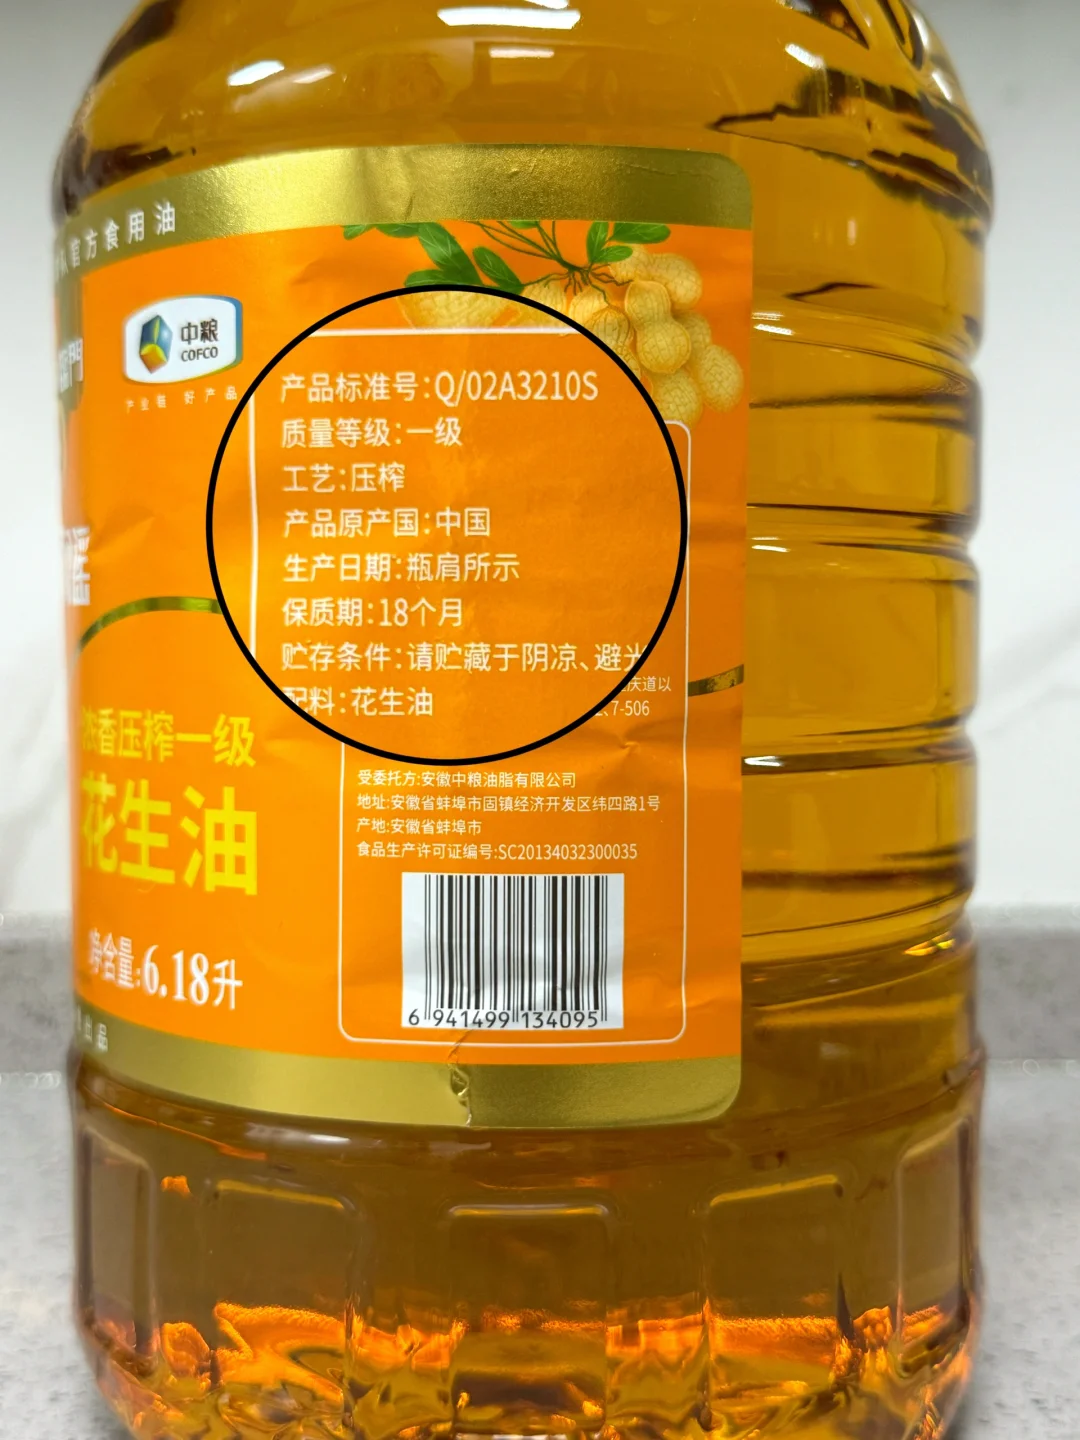 官方食用油
中粮
COFCO
产业链 好产品
产品标准号:Q/02A3210S
质量等级:一级
工艺:压榨
产品原产国:中国
生产日期:瓶肩所示
保质期:18个月
贮存条件:请贮藏于阴凉、避光
配料:花生油
庆道以
7-506
浓香压榨一级
花生油
净含量:6.18升
出品
受委托方:安徽中粮油脂有限公司
地址:安徽省蚌埠市固镇经济开发区纬四路1号
产地:安徽省蚌埠市
食品生产许可证编号:SC20134032300035
6 941499 134095